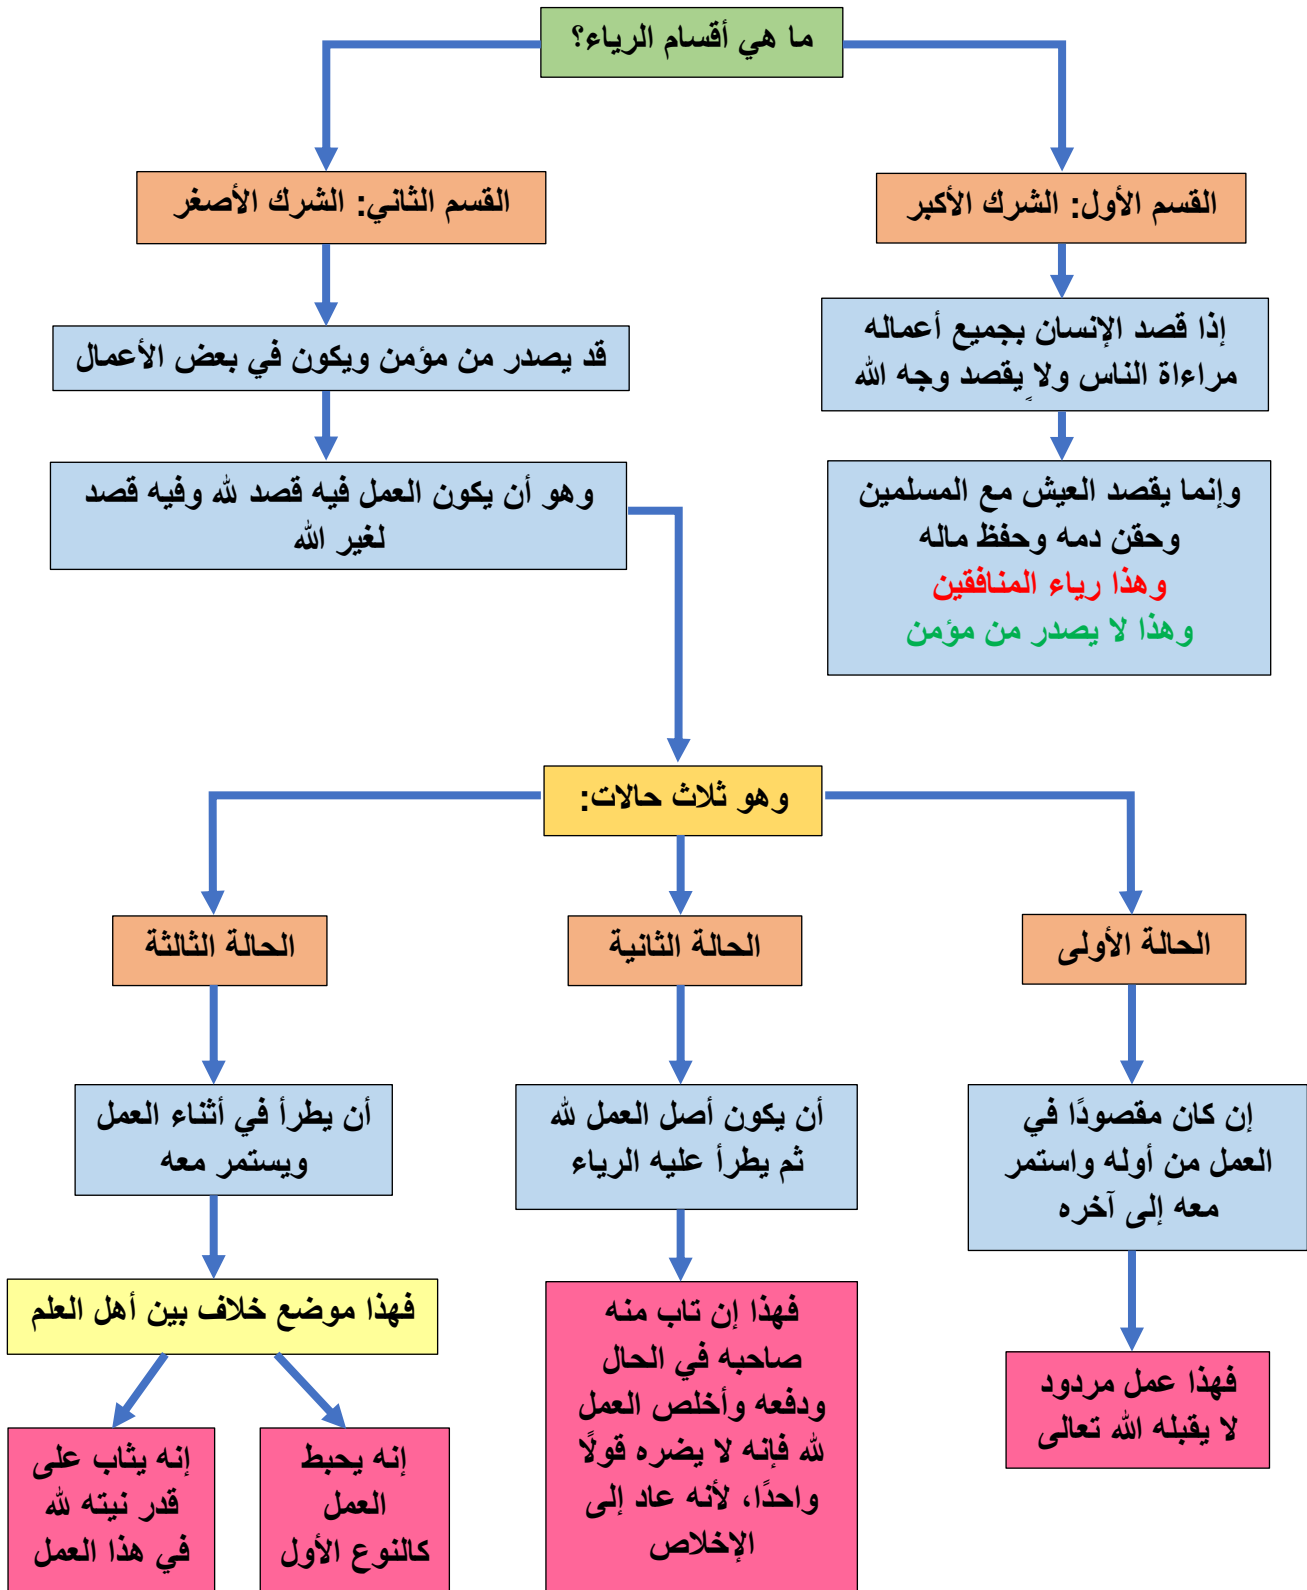 ما هي أقسام الرياء؟
القسم الأول: الشرك الأكبر
إذا قصد الإنسان بجميع أعماله
مراءاة الناس ولا يقصد وجه الله
وإنما يقصد العيش مع المسلمين
وحقن دمه وحفظ ماله
وهذا رياء المنافقين
وهذا لا يصدر من مؤمن
القسم الثاني: الشرك الأصغر
قد يصدر من مؤمن ويكون في بعض الأعمال
وهو أن يكون العمل فيه قصد لله وفيه قصد
لغير الله
وهو ثلاث حالات:
الحالة الأولى
إن كان مقصودًا في
العمل من أوله واستمر
معه إلى آخره
فهذا عمل مردود
لا يقبله الله تعالى
الحالة الثانية
أن يكون أصل العمل لله
ثم يطرأ عليه الرياء
فهذا إن تاب منه
صاحبه في الحال
ودفعه وأخلص العمل
لله فإنه لا يضره قولًا
واحدًا، لأنه عاد إلى
الإخلاص
الحالة الثالثة
أن يطرأ في أثناء العمل
ويستمر معه
فهذا موضع خلاف بين أهل العلم
إنه يحبط
العمل
كالنوع الأول
إنه يثاب على
قدر نيته لله
في هذا العمل